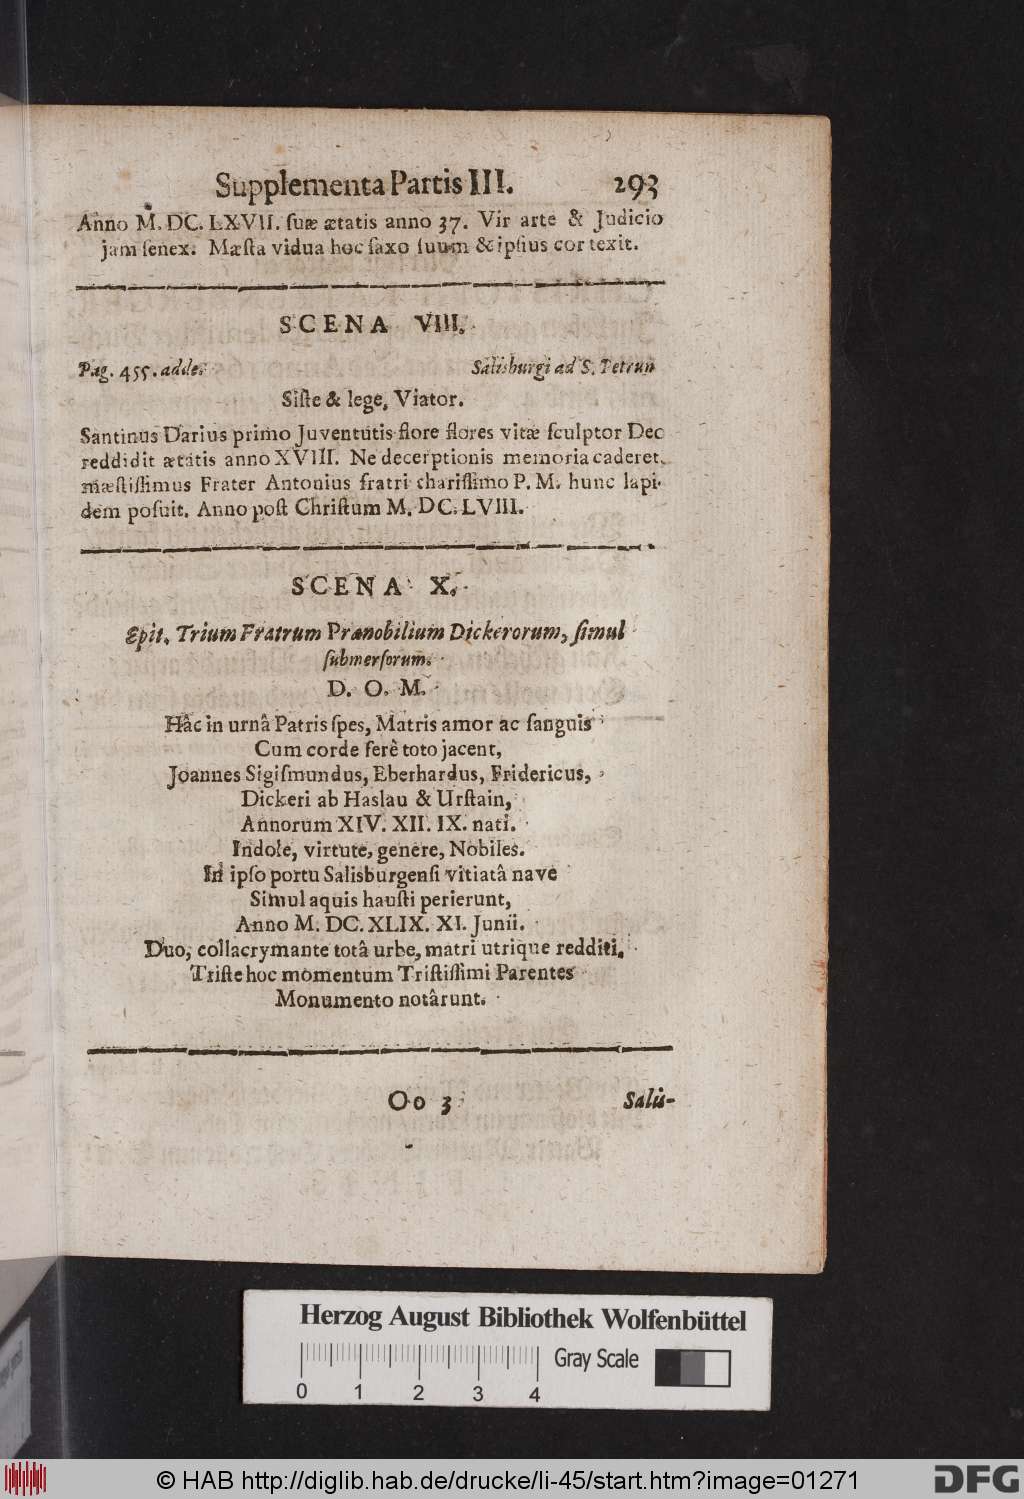 Supplementa Partis III. 293
Anno M. DC. LXVII. ſuæ ætatis anno 37. Vir arte & Judicio
jam ſenex. Mæſta vidua hoc ſaxo ſuum & ipſius cor texit.
SCENA VIII.
Pag. 455. adde. Salisburgi ad S. Petrum
Siſte & lege, Viator.
Santinus Darius primo Juventutis flore flores vitæ ſculptor Deo
reddidit ætatis anno XVIII. Ne decerptionis memoria caderet,
mæſtiſſimus Frater Antonius fratri chariſſimo P. M. hunc lapi-
dem poſuit. Anno poſt Chriſtum M. DC. LVIII.
SCENA X.
Epit. Trium Fratrum Prænobilium Dickerorum, ſimul
ſubmerſorum.
D. O. M.
Hâc in urnâ Patris ſpes, Matris amor ac ſanguis
Cum corde ferè toto jacent,
Joannes Sigiſmundus, Eberhardus, Fridericus,
Dickeri ab Haslau & Urſtain,
Annorum XIV. XII. IX. nati.
Indole, virtute, genere, Nobiles.
In ipſo portu Salisburgenſi vitiatâ nave
Simul aquis hauſti perierunt,
Anno M. DC. XLIX. XI. Junii.
Duo, collacrymante totâ urbe, matri utrique redditi.
Triſte hoc momentum Triſtiſſimi Parentes
Monumento notârunt.
Oo 3 Salis-
Herzog August Bibliothek Wolfenbüttel
Gray Scale
0 1 2 3 4
© HAB http://diglib.hab.de/drucke/li-45/start.htm?image=01271 DFG